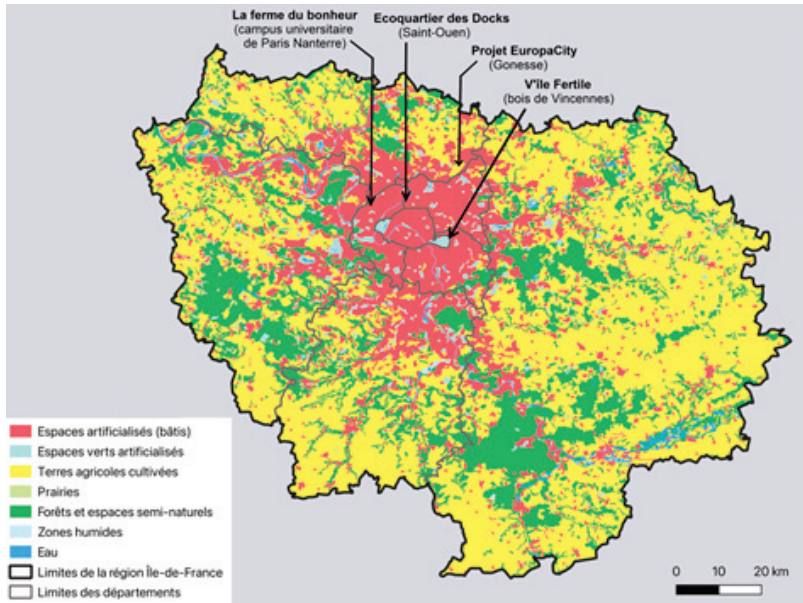 La ferme du bonheur
(campus universitaire
de Paris Nanterre)
Ecoquartier des Docks
(Saint-Ouen)
Projet EuropaCity
(Gonesse)
V'île Fertile
(bois de Vincennes)
Espaces artificialisés (bâtis)
Espaces verts artificialisés
Terres agricoles cultivées
Prairies
Forêts et espaces semi-naturels
Zones humides
Eau
Limites de la région Île-de-France
Limites des départements
0 10 20 km